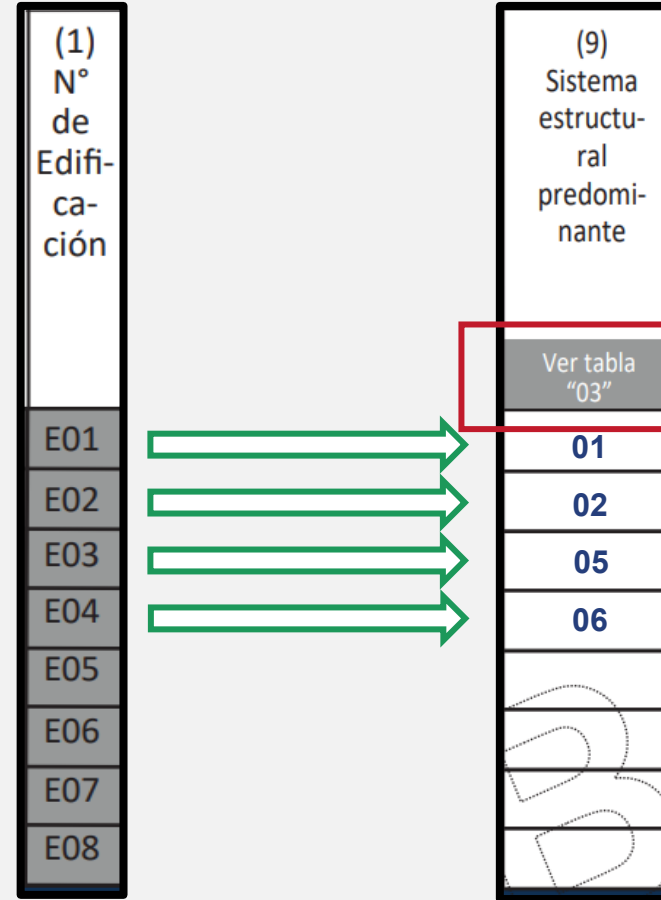 (1)
N°
de
Edifi-
ca-
ción
(9)
Sistema
estructu-
ral
predomi-
nante
Ver tabla
"03"
E01
01
E02
02
E03
05
E04
06
E05
E06
E07
E08